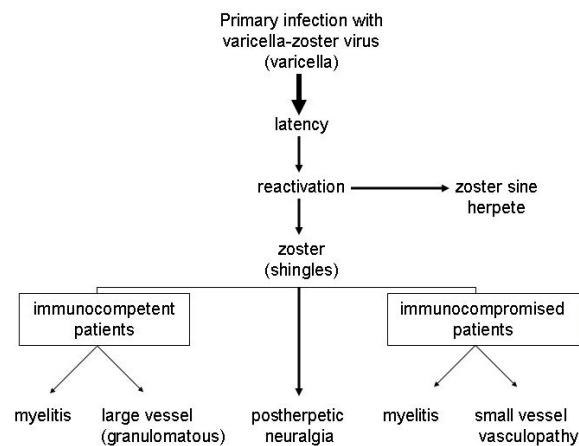 Primary infection with
varicella-zoster virus
(varicella)
latency
reactivation
zoster sine
herpete
zoster
(shingles)
immunocompetent
patients
immunocompromised
patients
myelitis
large vessel
(granulomatous)
postherpetic
neuralgia
myelitis
small vessel
vasculopathy